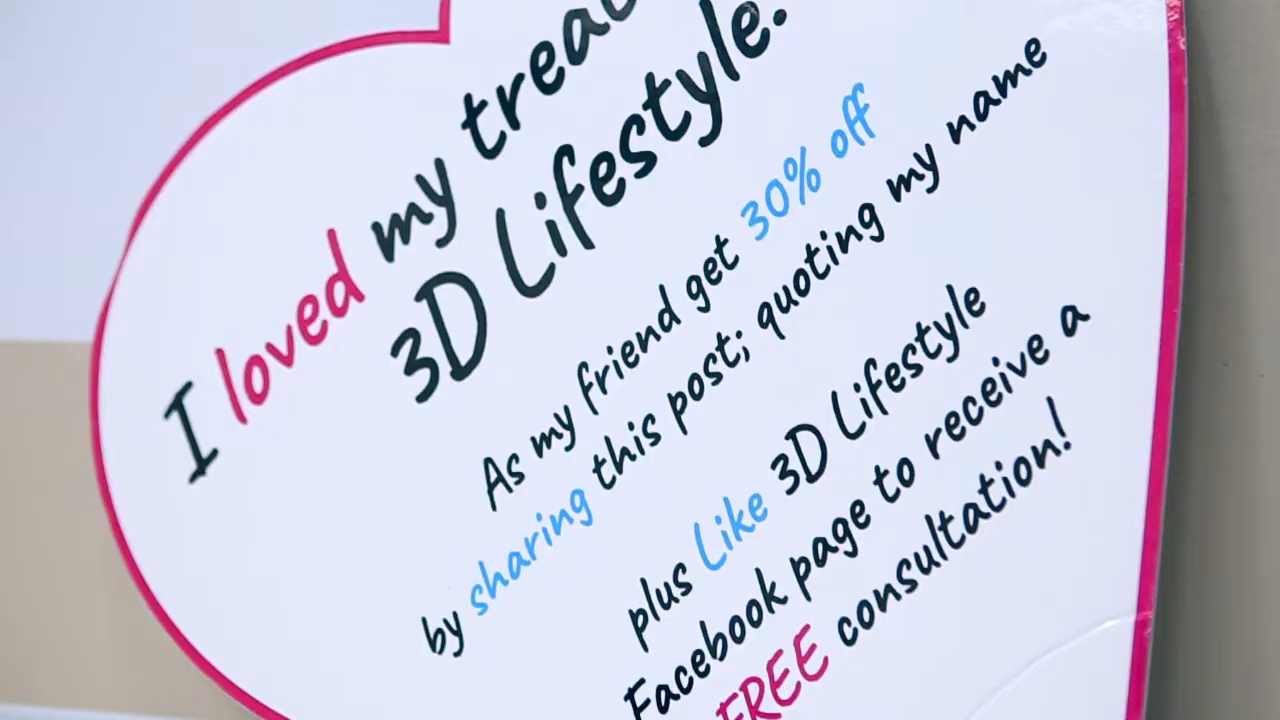 I loved my
3D Lifestyle.
As my friend get 30% off
by sharing this post; quoting my name
plus Like 3D Lifestyle
Facebook page to receive a
FREE consultation!